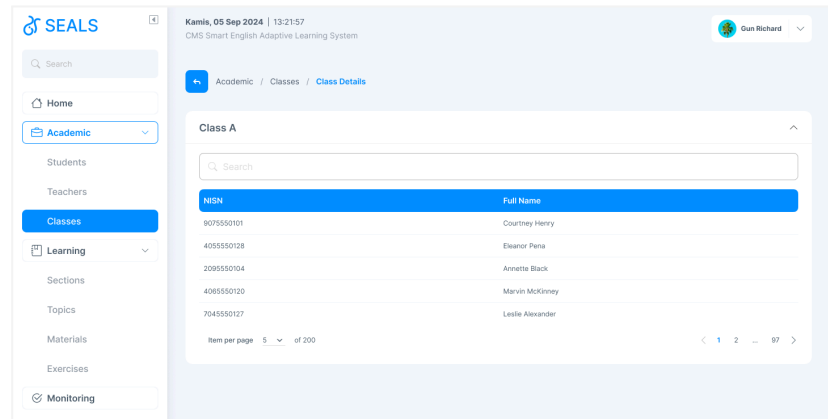 SEALS
Search
Home
Academic
Students
Teachers
Classes
Learning
Sections
Topics
Materials
Exercises
Monitoring
Kamis, 05 Sep 2024 | 13:21:57
CMS Smart English Adaptive Learning System
Gun Richard
Academic / Classes / Class Details
Class A
Search
NISN Full Name
9075550101 Courtney Henry
4055550128 Eleanor Pena
2095550104 Annette Black
4065550120 Marvin McKinney
7045550127 Leslie Alexander
Item per page 5 of 200 1 2 ... 97